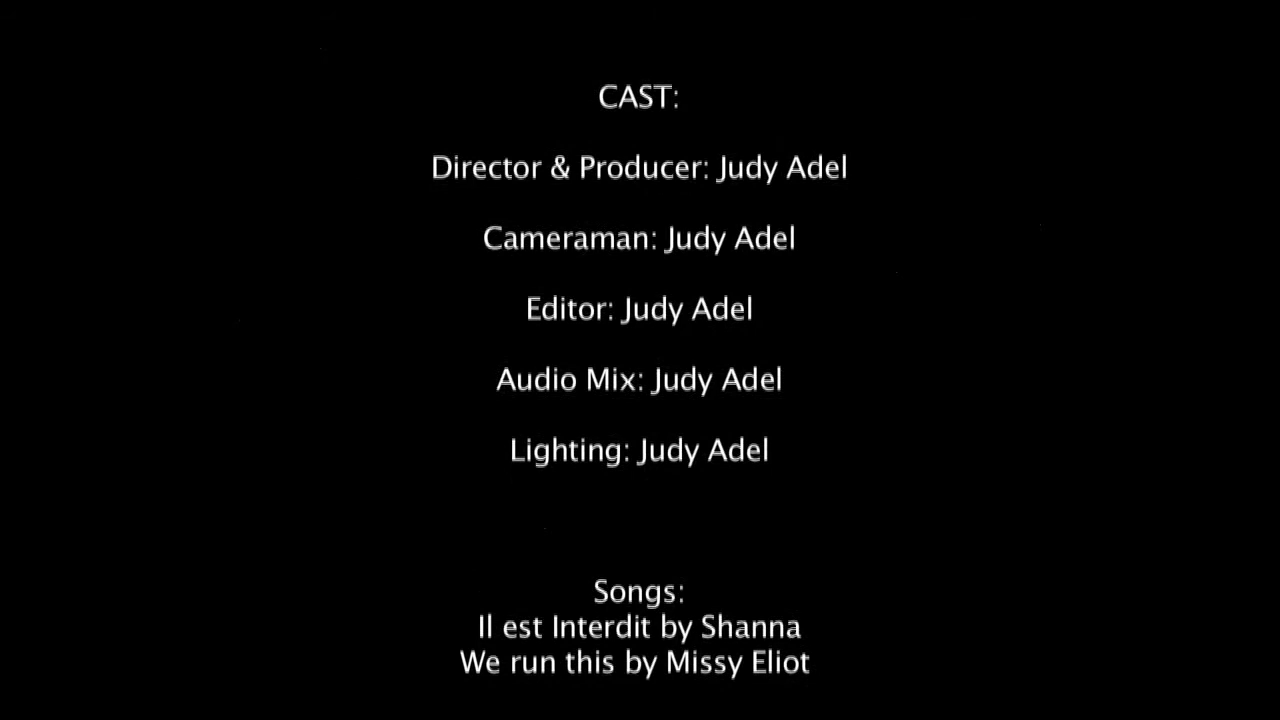 CAST:
Director & Producer: Judy Adel
Cameraman: Judy Adel
Editor: Judy Adel
Audio Mix: Judy Adel
Lighting: Judy Adel
Songs:
Il est Interdit by Shanna
We run this by Missy Eliot